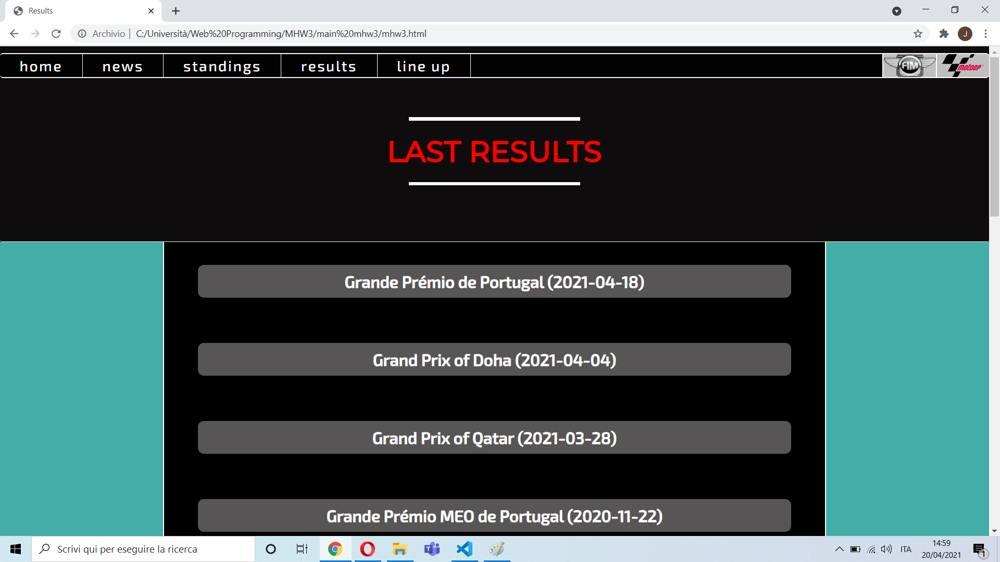 Results
Archivio | C:/Università/Web%20Programming/MHW3/main%20mhw3/mhw3.html
J
home news standings results line up FIM motoGP™
LAST RESULTS
Grande Prémio de Portugal (2021-04-18)
Grand Prix of Doha (2021-04-04)
Grand Prix of Qatar (2021-03-28)
Grande Prémio MEO de Portugal (2020-11-22)
Scrivi qui per eseguire la ricerca
ITA
14:59
20/04/2021
1